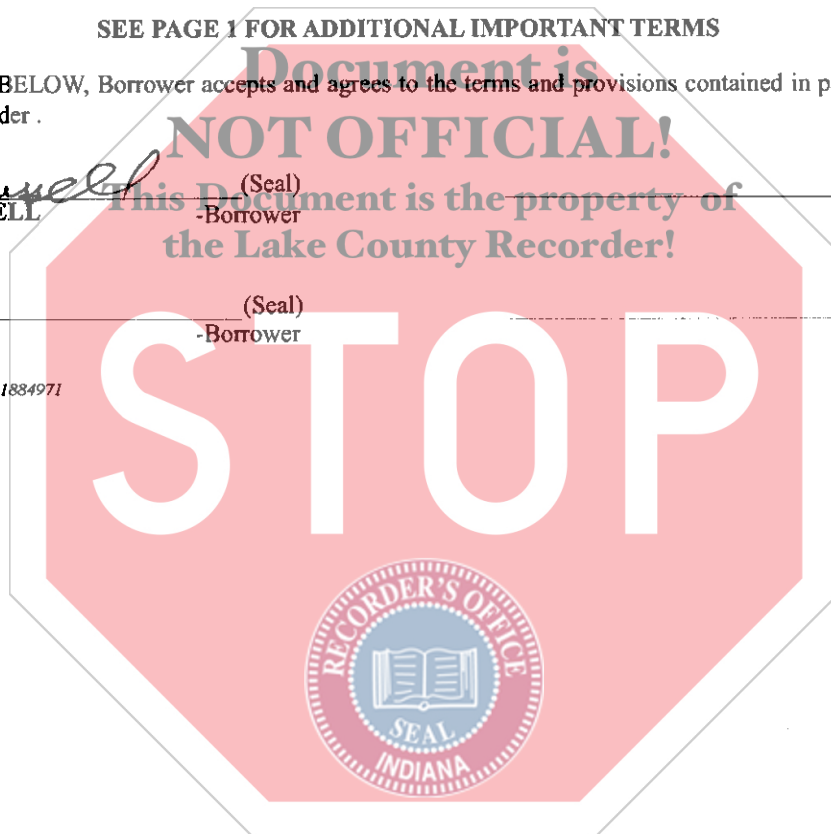 SEE PAGE 1 FOR ADDITIONAL IMPORTANT TERMS
Document is
BELOW, Borrower accepts and agrees to the terms and provisions contained in p
der .
NOT OFFICIAL!
(Seal)
ELL
-Borrower
This Document is the property of
the Lake County Recorder!
(Seal)
-Borrower
1884971
STOP
RECORDER'S OFFICE
SEAL
INDIANA